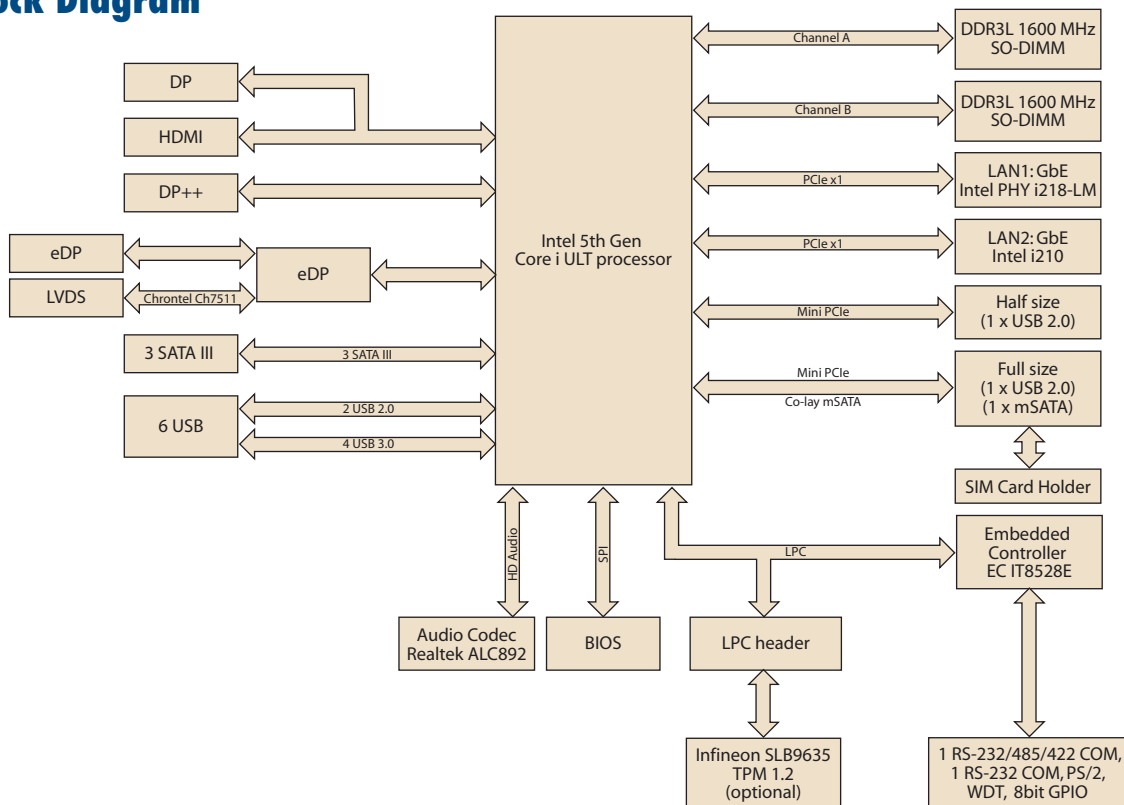 ock Diagram
DP
HDMI
DP++
eDP
LVDS
Chrontel Ch7511
eDP
3 SATA III
3 SATA III
6 USB
2 USB 2.0
4 USB 3.0
Intel 5th Gen
Core i ULT processor
Channel A
DDR3L 1600 MHz
SO-DIMM
Channel B
DDR3L 1600 MHz
SO-DIMM
PCIe x1
LAN1: GbE
Intel PHY i218-LM
PCIe x1
LAN2: GbE
Intel i210
Mini PCIe
Half size
(1 x USB 2.0)
Mini PCIe
Co-lay mSATA
Full size
(1 x USB 2.0)
(1 x mSATA)
SIM Card Holder
HD Audio
SPI
LPC
Embedded
Controller
EC IT8528E
Audio Codec
Realtek ALC892
BIOS
LPC header
Infineon SLB9635
TPM 1.2
(optional)
1 RS-232/485/422 COM,
1 RS-232 COM, PS/2,
WDT, 8bit GPIO